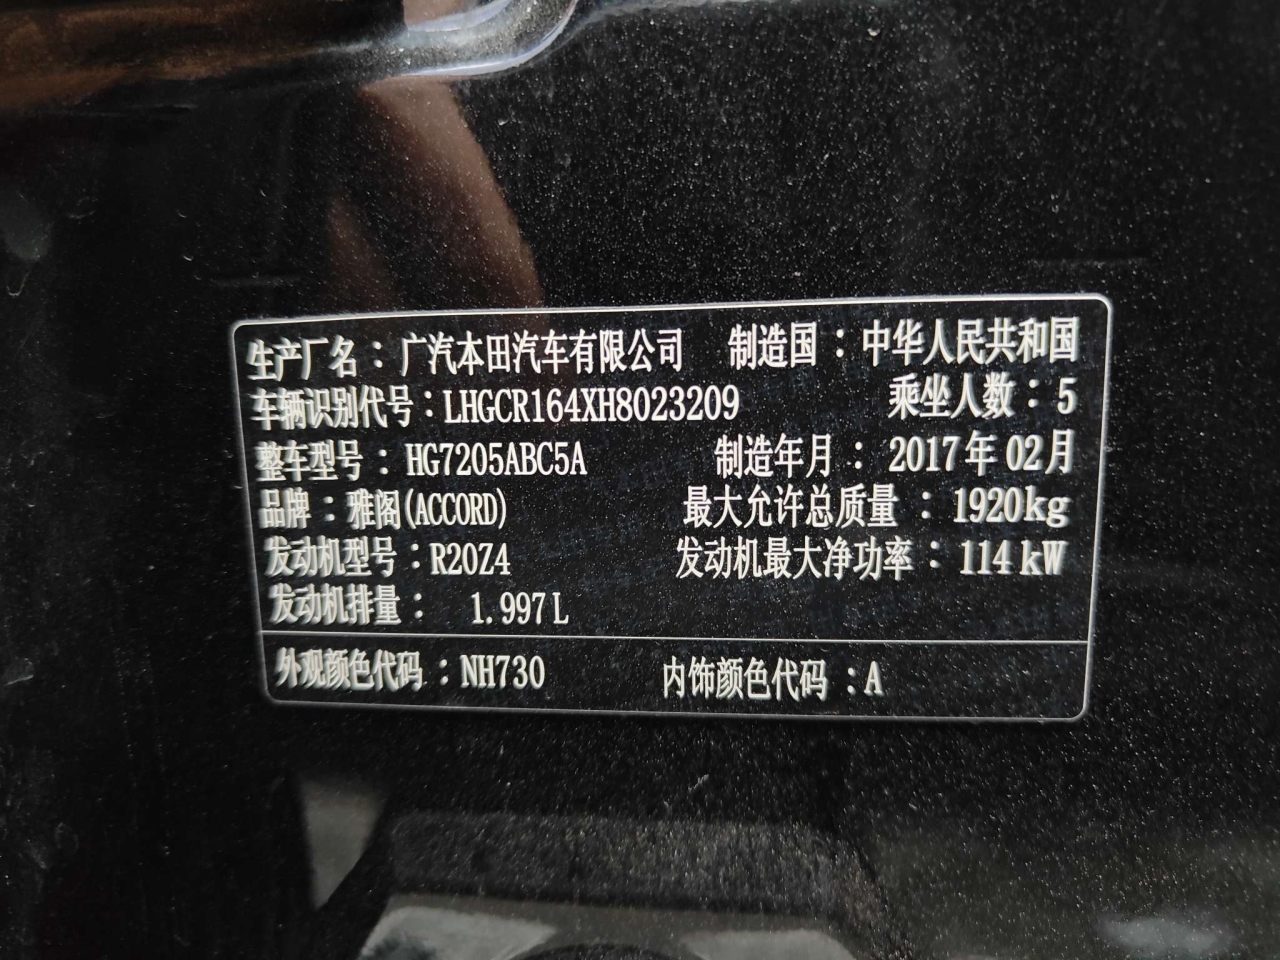 生产厂名：广汽本田汽车有限公司 制造国：中华人民共和国
车辆识别代号：LHGCR164XH8023209 乘坐人数：5
整车型号：HG7205ABC5A 制造年月：2017年02月
品牌：雅阁(ACCORD) 最大允许总质量：1920kg
发动机型号：R20Z4 发动机最大净功率：114kW
发动机排量：1.997L
外观颜色代码：NH730 内饰颜色代码：A